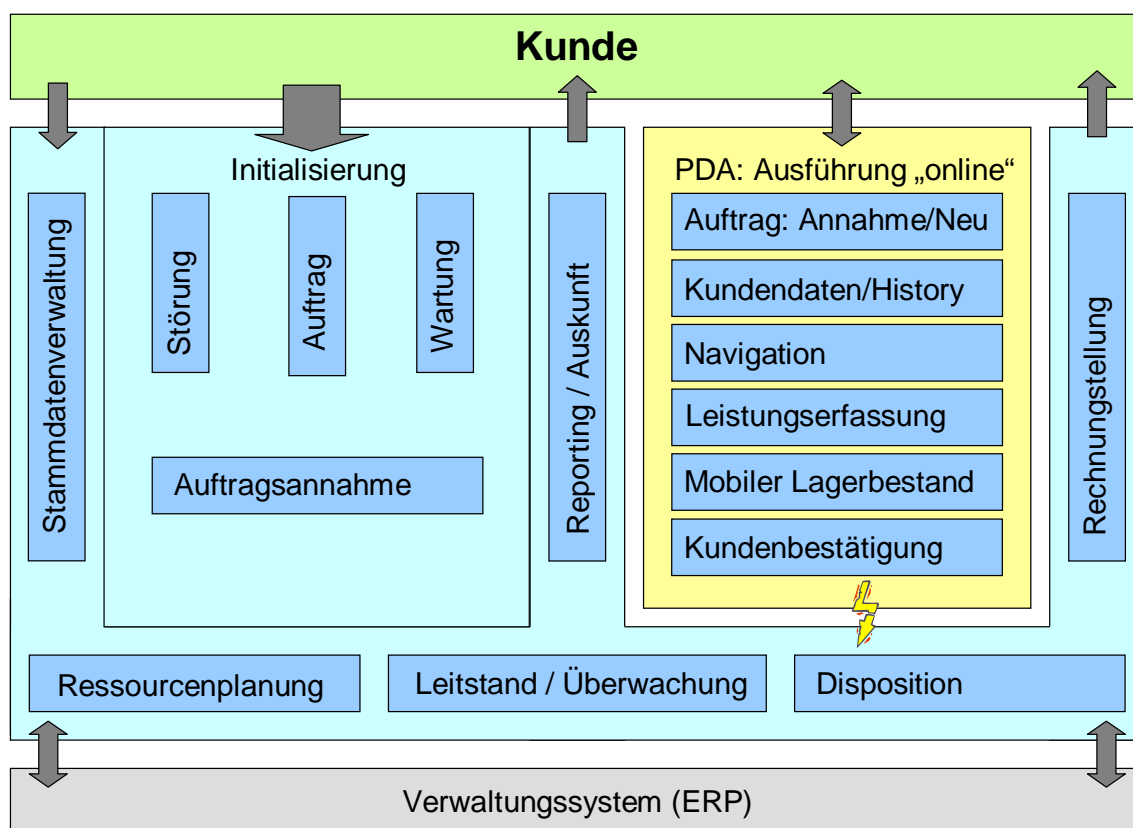 Kunde
Stammdatenverwaltung
Initialisierung
Störung
Auftrag
Wartung
Auftragsannahme
Reporting / Auskunft
PDA: Ausführung „online“
Auftrag: Annahme/Neu
Kundendaten/History
Navigation
Leistungserfassung
Mobiler Lagerbestand
Kundenbestätigung
Rechnungstellung
Ressourcenplanung
Leitstand / Überwachung
Disposition
Verwaltungssystem (ERP)